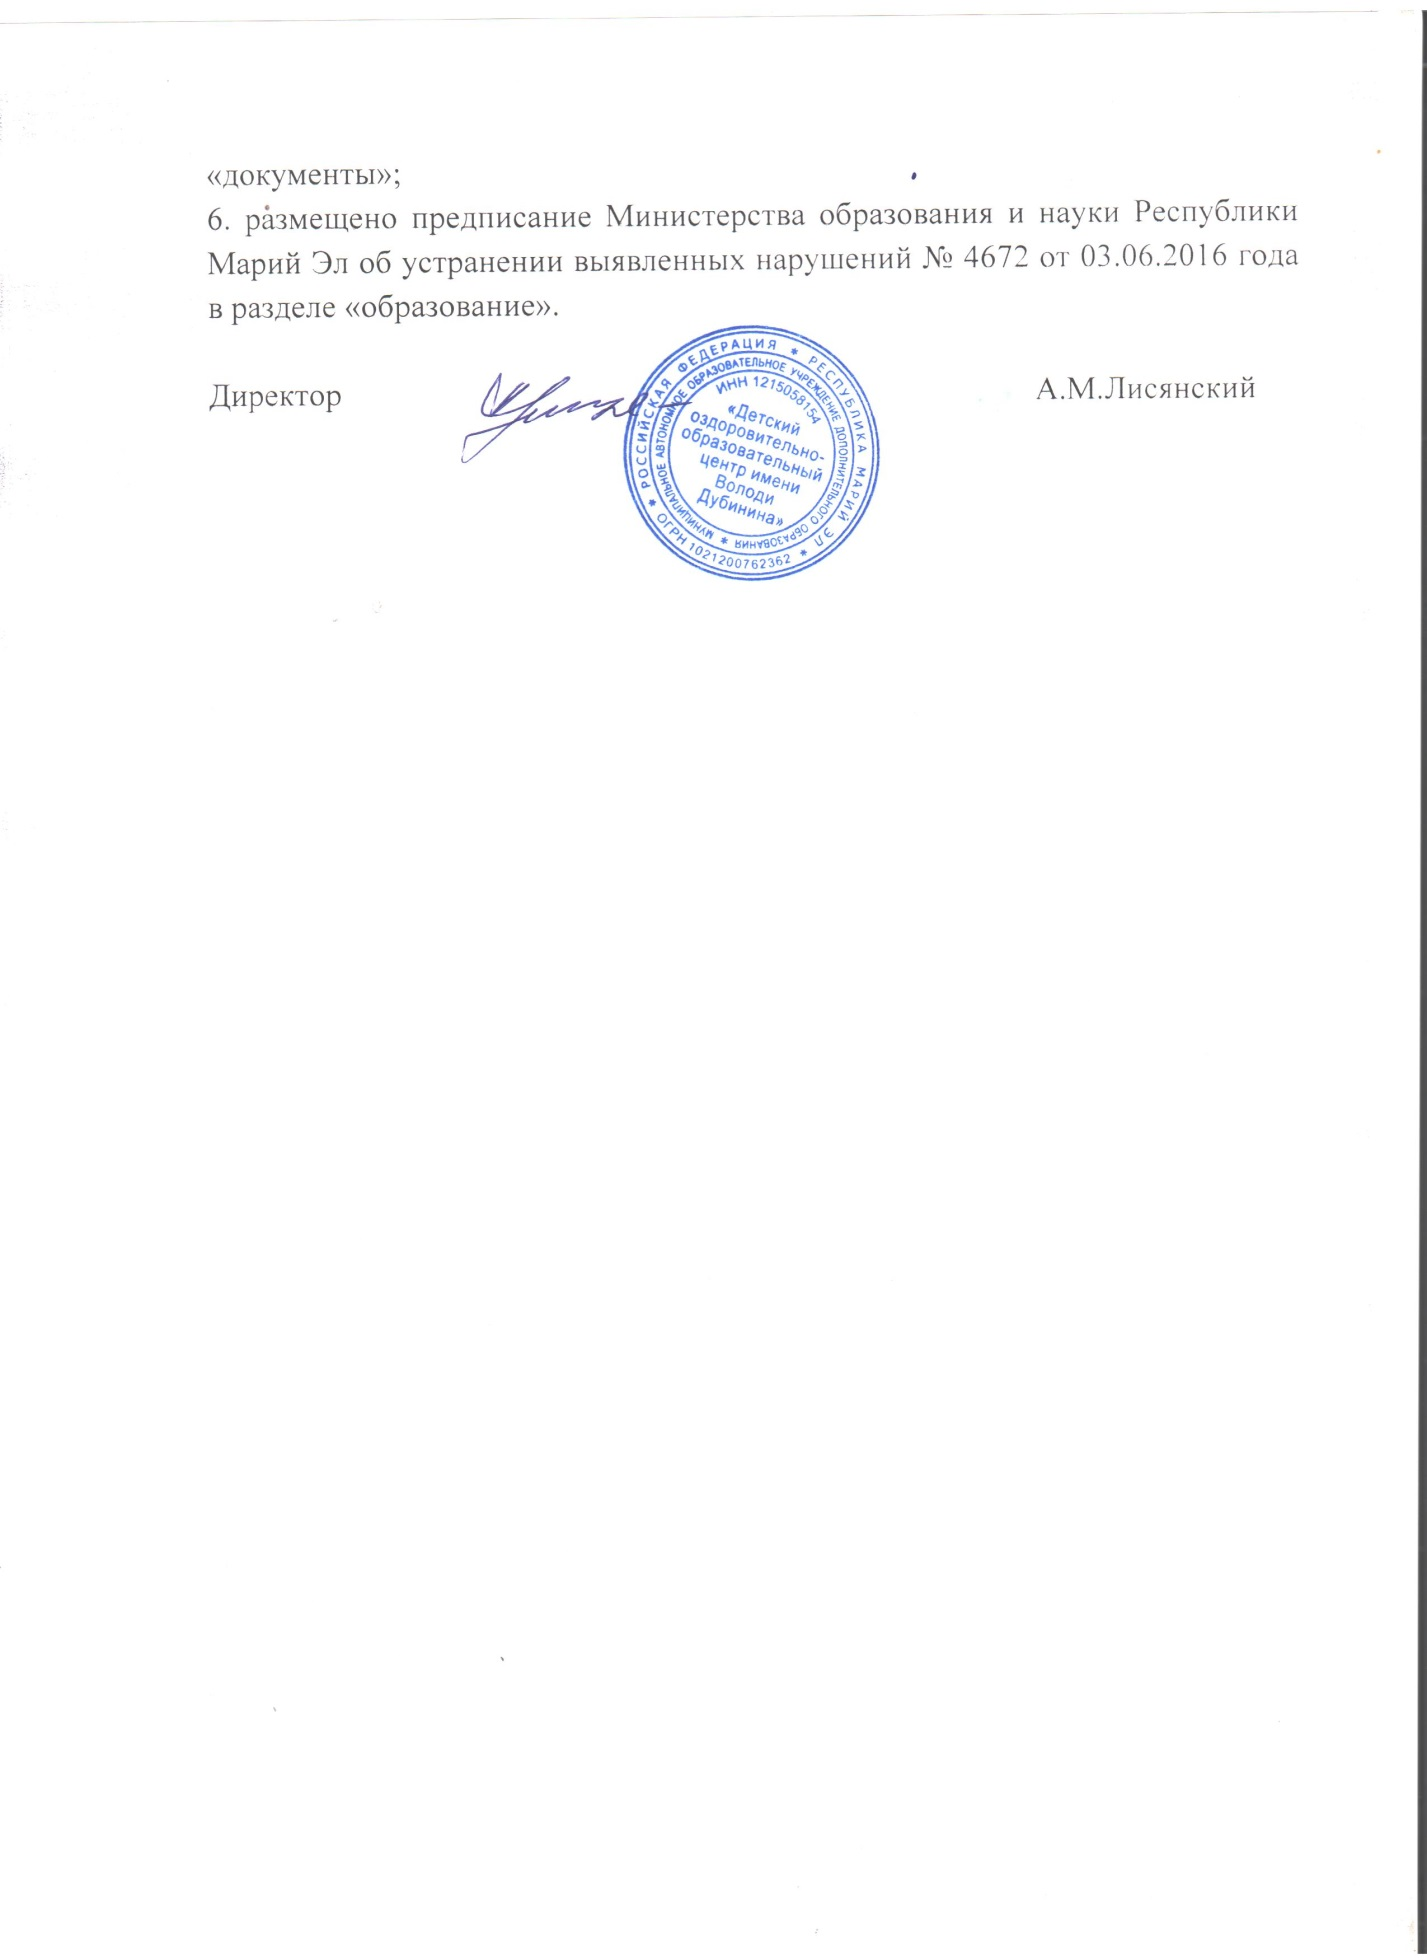 «документы»;
6. размещено предписание Министерства образования и науки Республики
Марий Эл об устранении выявленных нарушений № 4672 от 03.06.2016 года
в разделе «образование».
Директор
А.М.Лисянский
✷ РОССИЙСКАЯ ФЕДЕРАЦИЯ ✷ РЕСПУБЛИКА МАРИЙ ЭЛ ✷ ОГРН 1021200762362
✷ МУНИЦИПАЛЬНОЕ АВТОНОМНОЕ ОБРАЗОВАТЕЛЬНОЕ УЧРЕЖДЕНИЕ ДОПОЛНИТЕЛЬНОГО ОБРАЗОВАНИЯ
ИНН 1215058154
«Детский
оздоровительно-
образовательный
центр имени
Володи
Дубинина»